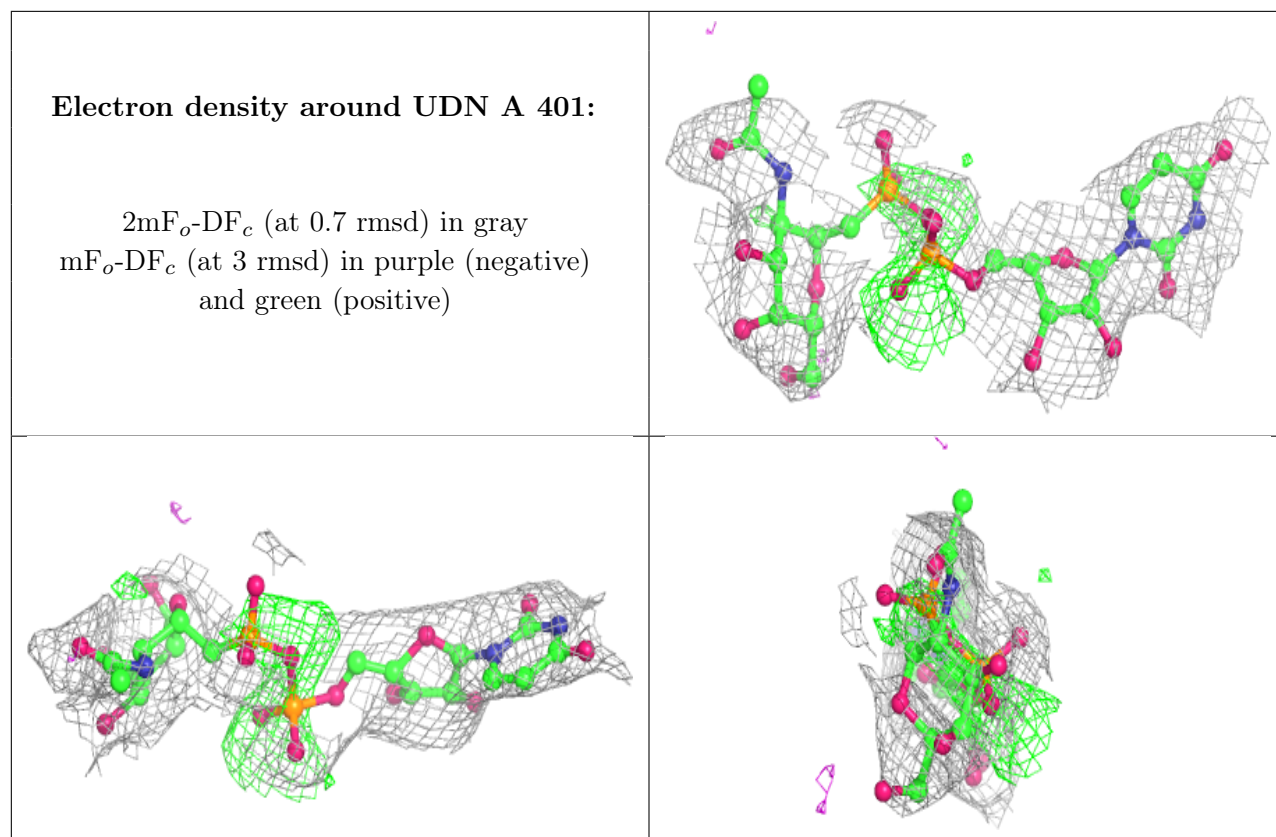 Electron density around UDN A 401:
2mFₒ-DF𝒸 (at 0.7 rmsd) in gray
mFₒ-DF𝒸 (at 3 rmsd) in purple (negative)
and green (positive)